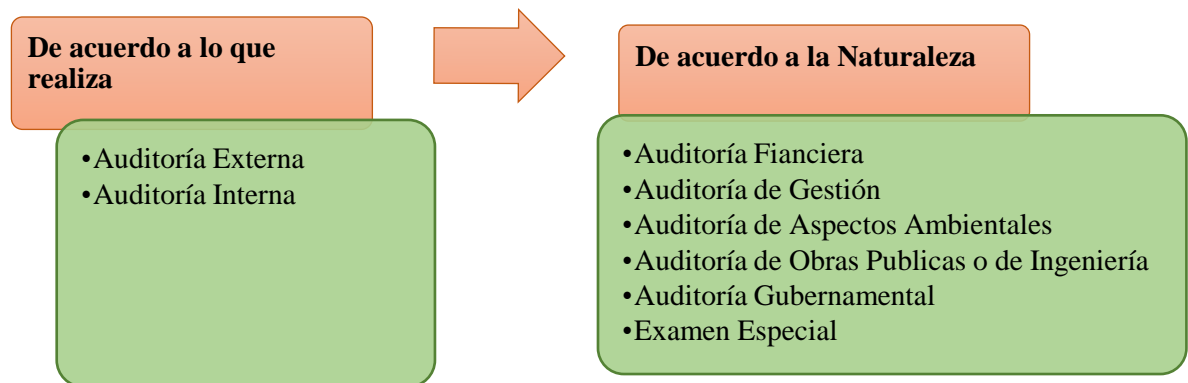 De acuerdo a lo que
realiza
•Auditoría Externa
•Auditoría Interna
De acuerdo a la Naturaleza
•Auditoría Fianciera
•Auditoría de Gestión
•Auditoría de Aspectos Ambientales
•Auditoría de Obras Publicas o de Ingeniería
•Auditoría Gubernamental
•Examen Especial